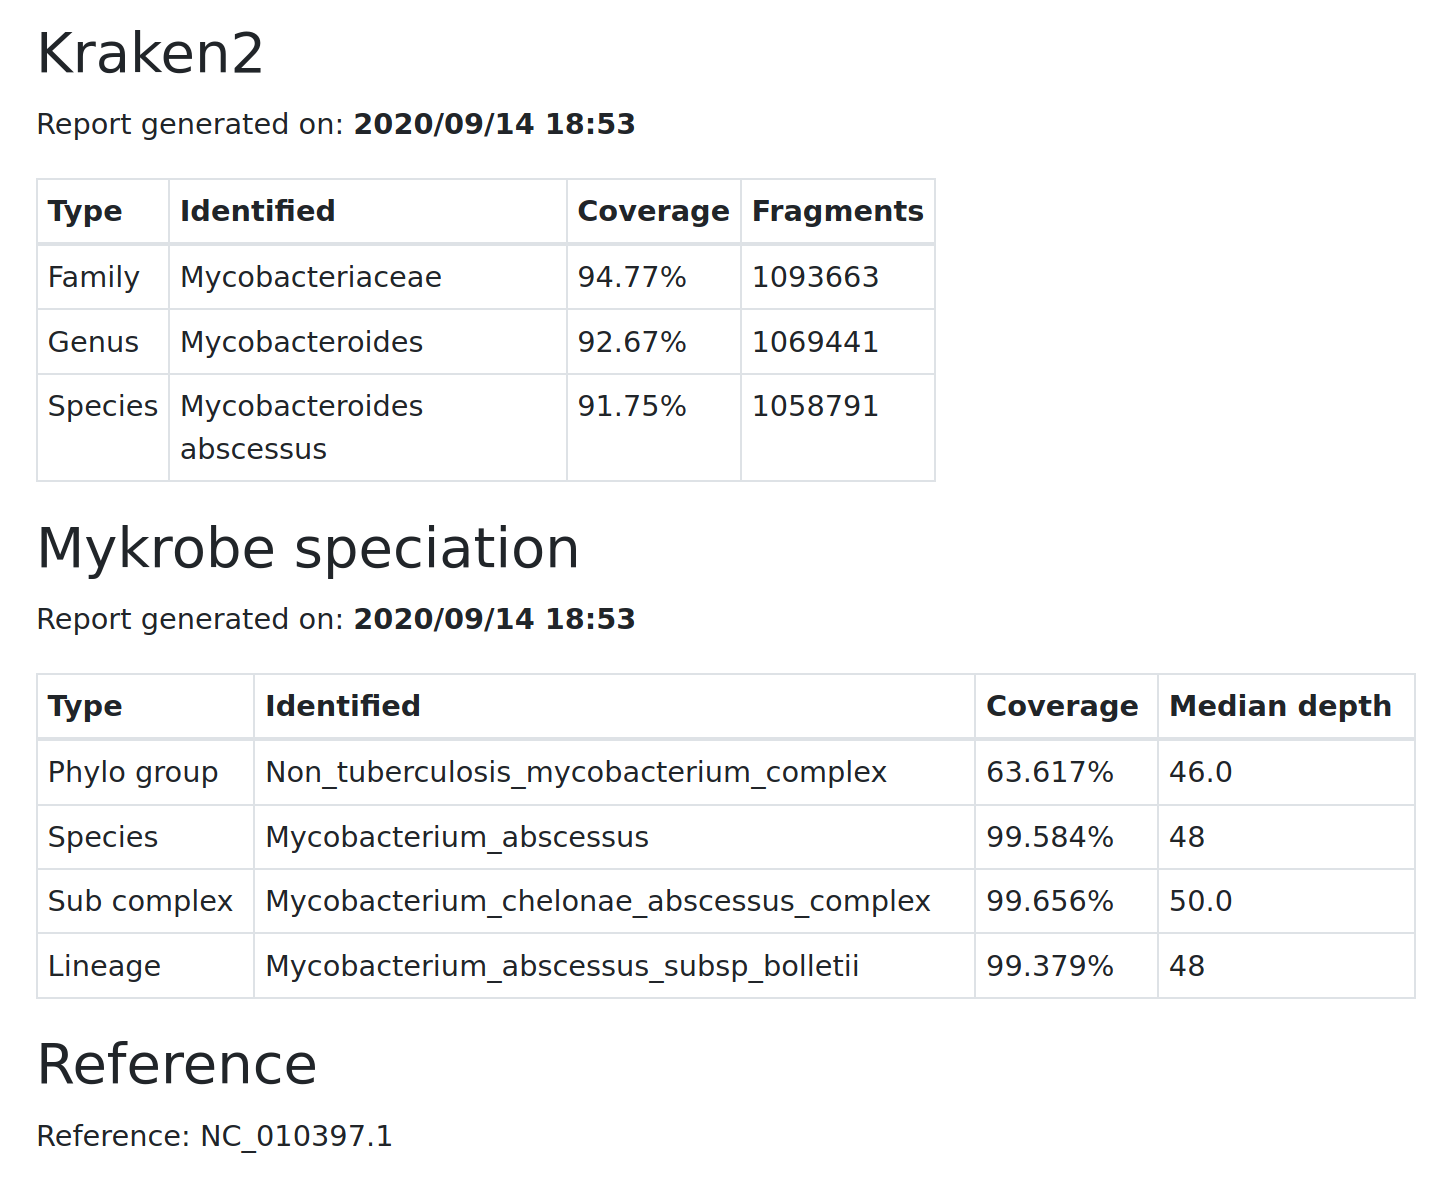 Kraken2
Report generated on: 2020/09/14 18:53
Type Identified Coverage Fragments
Family Mycobacteriaceae 94.77% 1093663
Genus Mycobacteroides 92.67% 1069441
Species Mycobacteroides 91.75% 1058791
abscessus
Mykrobe speciation
Report generated on: 2020/09/14 18:53
Type Identified Coverage Median depth
Phylo group Non_tuberculosis_mycobacterium_complex 63.617% 46.0
Species Mycobacterium_abscessus 99.584% 48
Sub complex Mycobacterium_chelonae_abscessus_complex 99.656% 50.0
Lineage Mycobacterium_abscessus_subsp_bolletii 99.379% 48
Reference
Reference: NC_010397.1